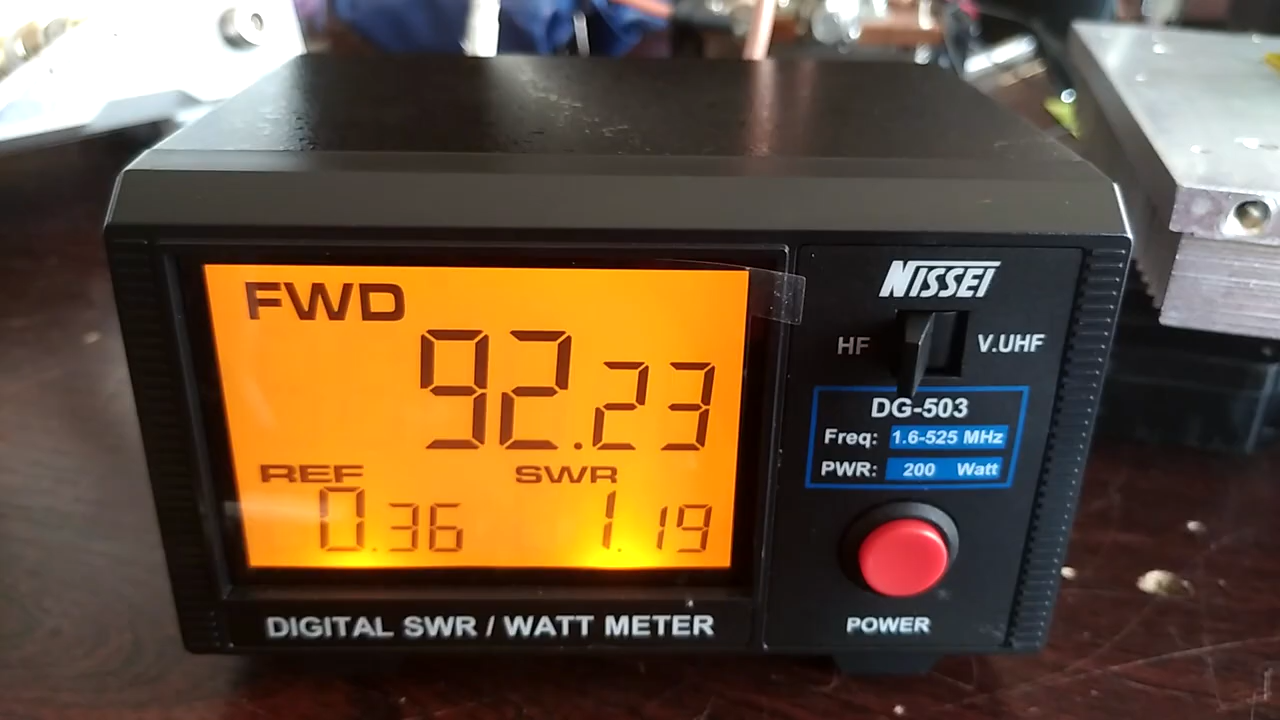 FWD
92.23
REF SWR
0.36 1.19
NISSEI
HF V.UHF
DG-503
Freq: 1.6-525 MHz
PWR: 200 Watt
POWER
DIGITAL SWR / WATT METER